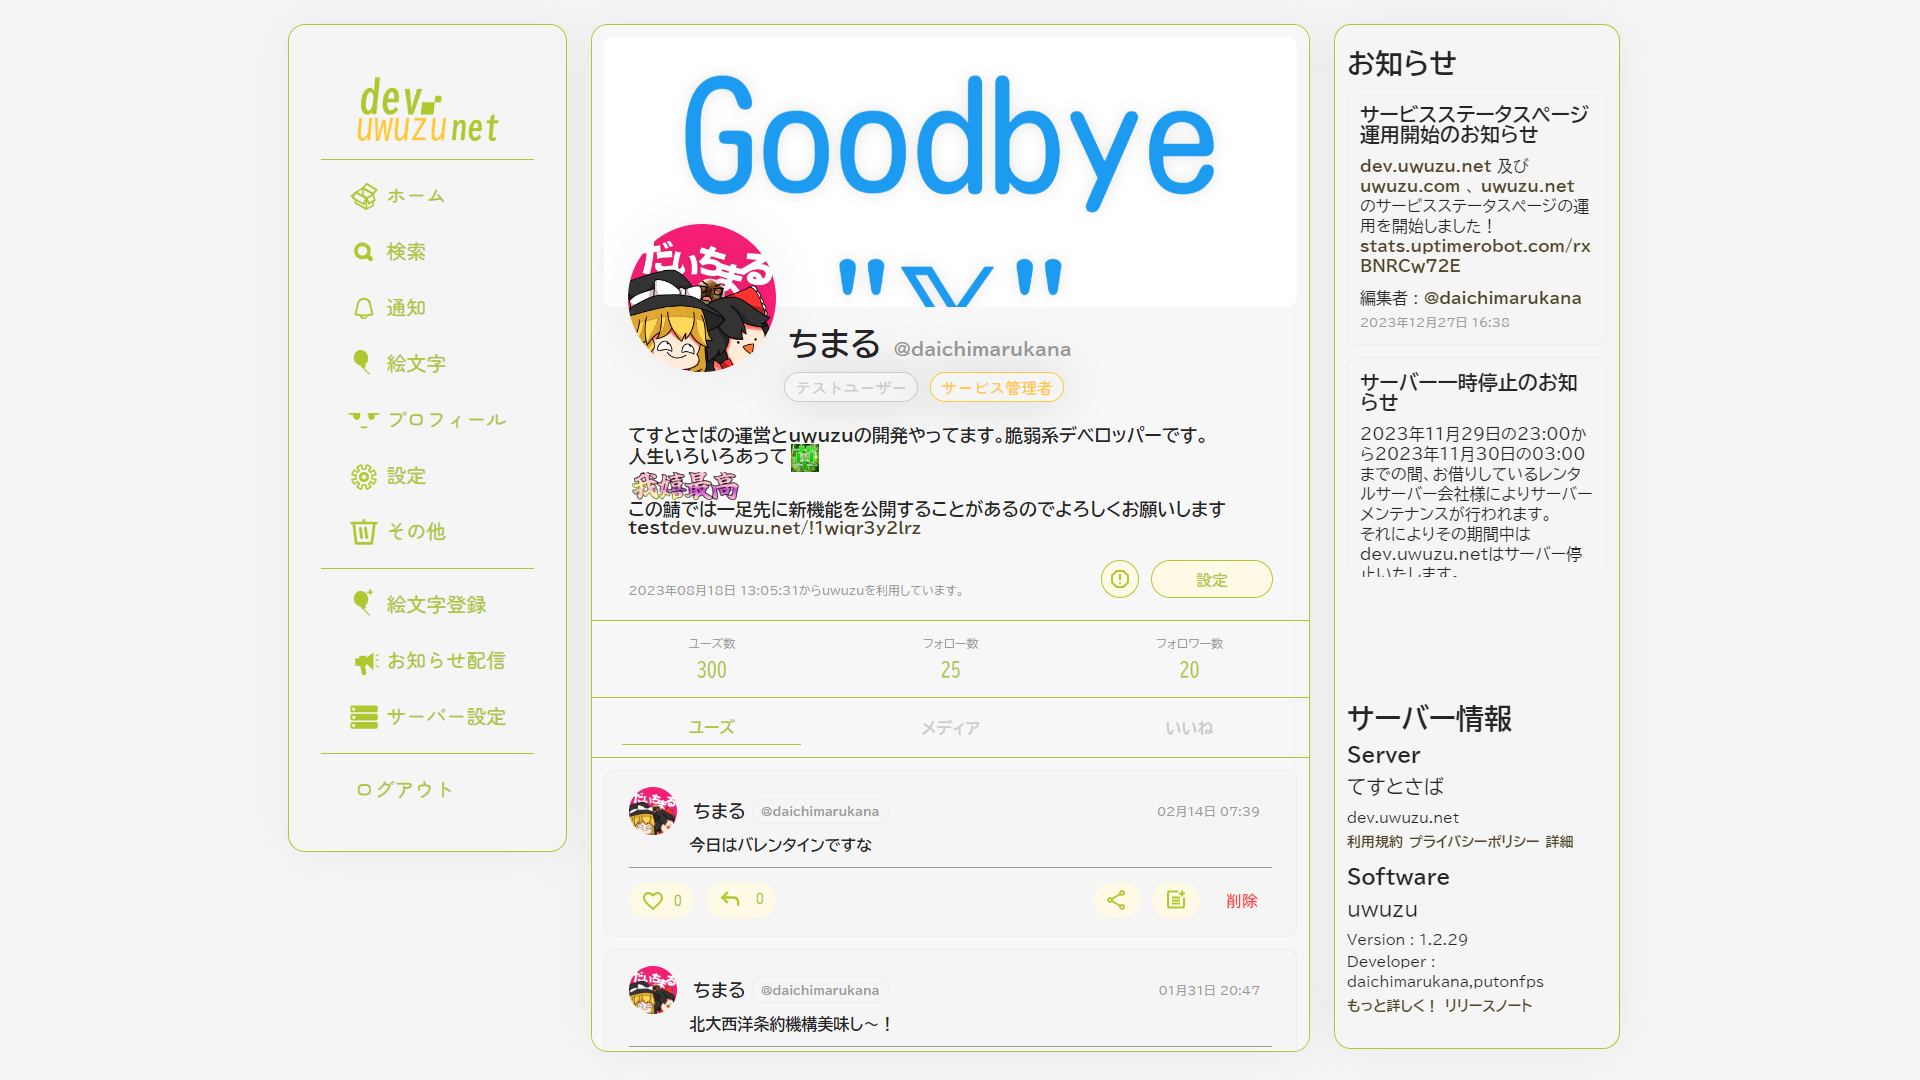 dev
uwuzu net
ホーム
検索
通知
絵文字
プロフィール
設定
その他
絵文字登録
お知らせ配信
サーバー設定
ログアウト
Goodbye
"X"
だいちまる
ちまる @daichimarukana
テストユーザー サービス管理者
てすとさばの運営とuwuzuの開発やってます。脆弱系デベロッパーです。
人生いろいろあって
我嬉最高
この鯖では一足先に新機能を公開することがあるのでよろしくお願いします
testdev.uwuzu.net/!1wiqr3y2lrz
2023年08月18日 13:05:31からuwuzuを利用しています。
設定
ユーズ数 フォロー数 フォロワー数
300 25 20
ユーズ メディア いいね
ちまる @daichimarukana 02月14日 07:39
今日はバレンタインですな
0 0 削除
ちまる @daichimarukana 01月31日 20:47
北大西洋条約機構美味し～！
お知らせ
サービスステータスページ
運用開始のお知らせ
dev.uwuzu.net 及び
uwuzu.com 、 uwuzu.net
のサービスステータスページの運
用を開始しました！
stats.uptimerobot.com/rx
BNRCw72E
編集者 : @daichimarukana
2023年12月27日 16:38
サーバー一時停止のお知
らせ
2023年11月29日の23:00か
ら2023年11月30日の03:00
までの間、お借りしているレンタ
ルサーバー会社様によりサーバー
メンテナンスが行われます。
それによりその期間中は
dev.uwuzu.netはサーバー停
止いたします。
サーバー情報
Server
てすとさば
dev.uwuzu.net
利用規約 プライバシーポリシー 詳細
Software
uwuzu
Version : 1.2.29
Developer :
daichimarukana,putonfps
もっと詳しく！ リリースノート